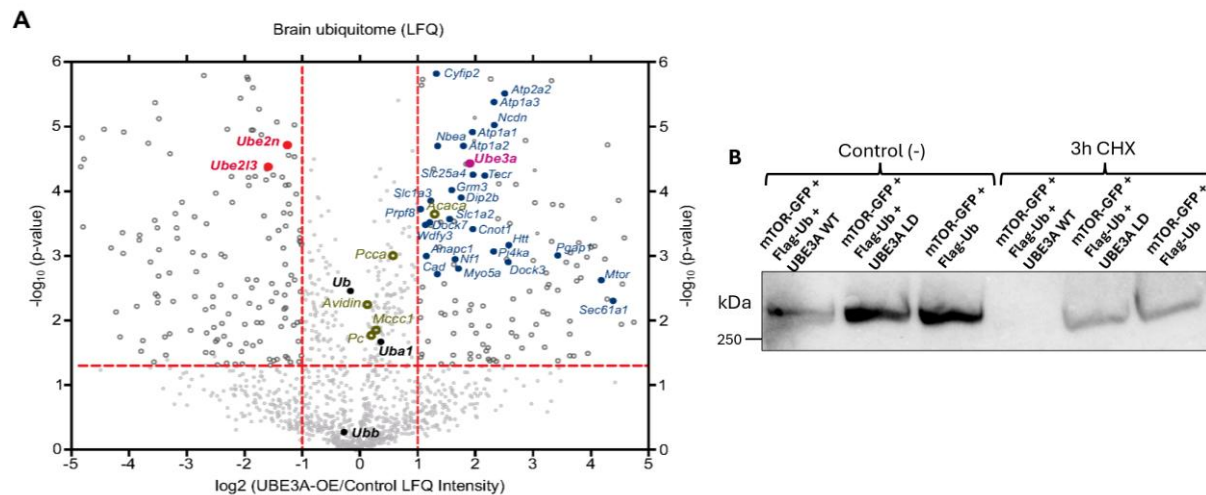 A
Brain ubiquitome (LFQ)
-log10 (p-value)
-log10 (p-value)
6
5
4
3
2
1
0
6
5
4
3
2
1
0
Cyfip2
Atp2a2
Atp1a3
Ncdn
Ube2n
Nbea
Atp1a1
Atp1a2
Ube2l3
Ube3a
Slc25a4
Tecr
Grm3
Slc1a3
Dip2b
Prpf8
Acaca
Slc1a2
Dock7
Cnot1
Wdfy3
Htt
Pcca
Anapc1
Nf1
Pi4ka
Pgap1
Cad
Myo5a
Dock3
Mtor
Ub
Avidin
Sec61a1
Mccc1
Pc
Uba1
Ubb
-5 -4 -3 -2 -1 0 1 2 3 4 5
log2 (UBE3A-OE/Control LFQ Intensity)
B
Control (-)
3h CHX
mTOR-GFP +
Flag-Ub +
UBE3A WT
mTOR-GFP +
Flag-Ub +
UBE3A LD
mTOR-GFP +
Flag-Ub
mTOR-GFP +
Flag-Ub +
UBE3A WT
mTOR-GFP +
Flag-Ub +
UBE3A LD
mTOR-GFP +
Flag-Ub
kDa
250